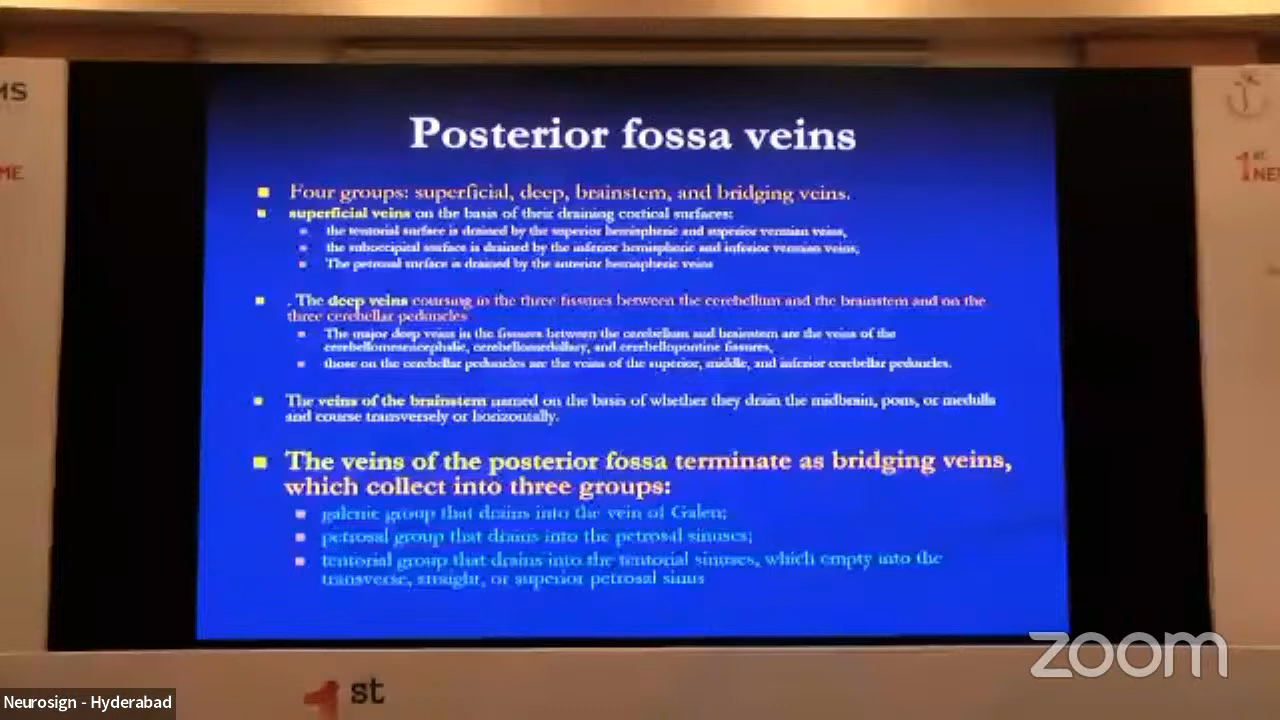 MS
ME
Posterior fossa veins
Four groups: superficial, deep, brainstem, and bridging veins.
superficial veins on the basis of their draining cortical surfaces:
the tentorial surface is drained by the superior hemispheric and superior vermian veins,
the suboccipital surface is drained by the inferior hemispheric and inferior vermian veins,
The petrosal surface is drained by the anterior hemispheric veins
. The deep veins coursing in the three fissures between the cerebellum and the brainstem and on the
three cerebellar peduncles
The major deep veins in the fissures between the cerebellum and brainstem are the veins of the
cerebellomesencephalic, cerebellomedullary, and cerebellopontine fissures,
those on the cerebellar peduncles are the veins of the superior, middle, and inferior cerebellar peduncles.
The veins of the brainstem named on the basis of whether they drain the midbrain, pons, or medulla
and course transversely or horizontally.
The veins of the posterior fossa terminate as bridging veins,
which collect into three groups:
galenic group that drains into the vein of Galen;
petrosal group that drains into the petrosal sinuses;
tentorial group that drains into the tentorial sinuses, which empty into the
transverse, straight, or superior petrosal sinus
1ST
NE
zoom
1st
Neurosign - Hyderabad